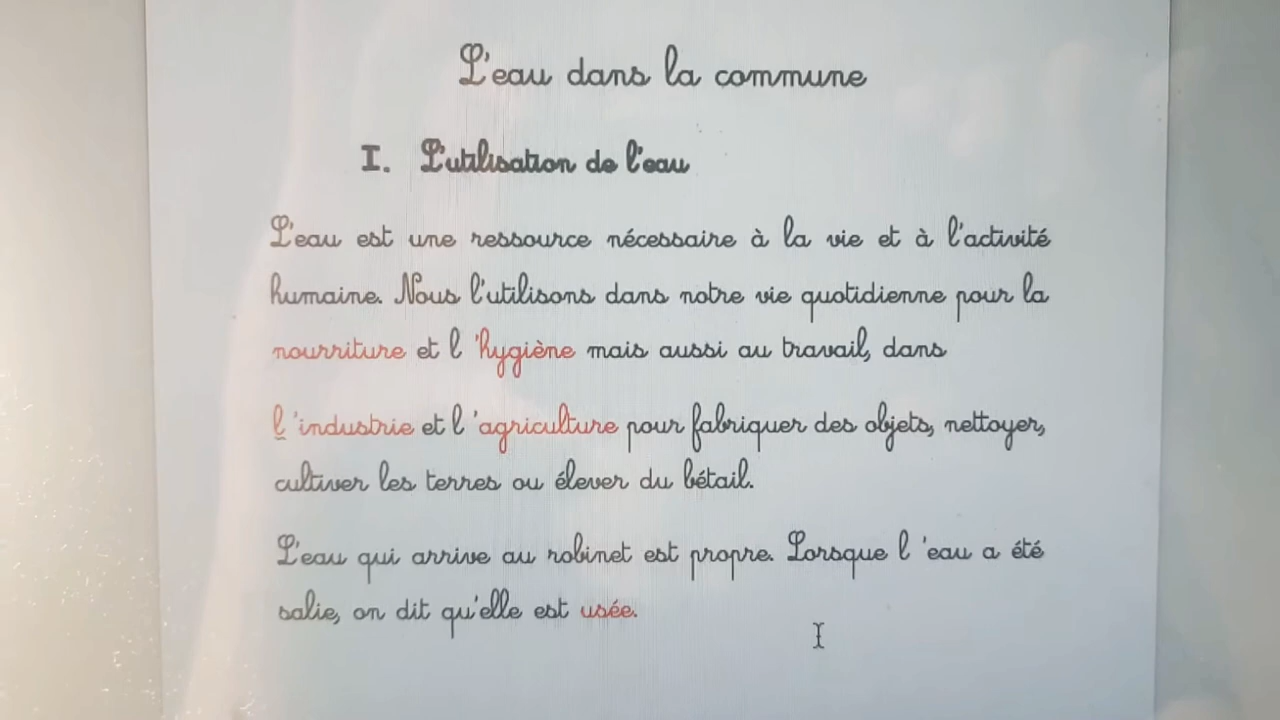 L'eau dans la commune
I. L'utilisation de l'eau
L'eau est une ressource nécessaire à la vie et à l'activité
humaine. Nous l'utilisons dans notre vie quotidienne pour la
nourriture et l 'hygiène mais aussi au travail, dans
l 'industrie et l 'agriculture pour fabriquer des objets, nettoyer,
cultiver les terres ou élever du bétail.
L'eau qui arrive au robinet est propre. Lorsque l 'eau a été
salie, on dit qu'elle est usée.